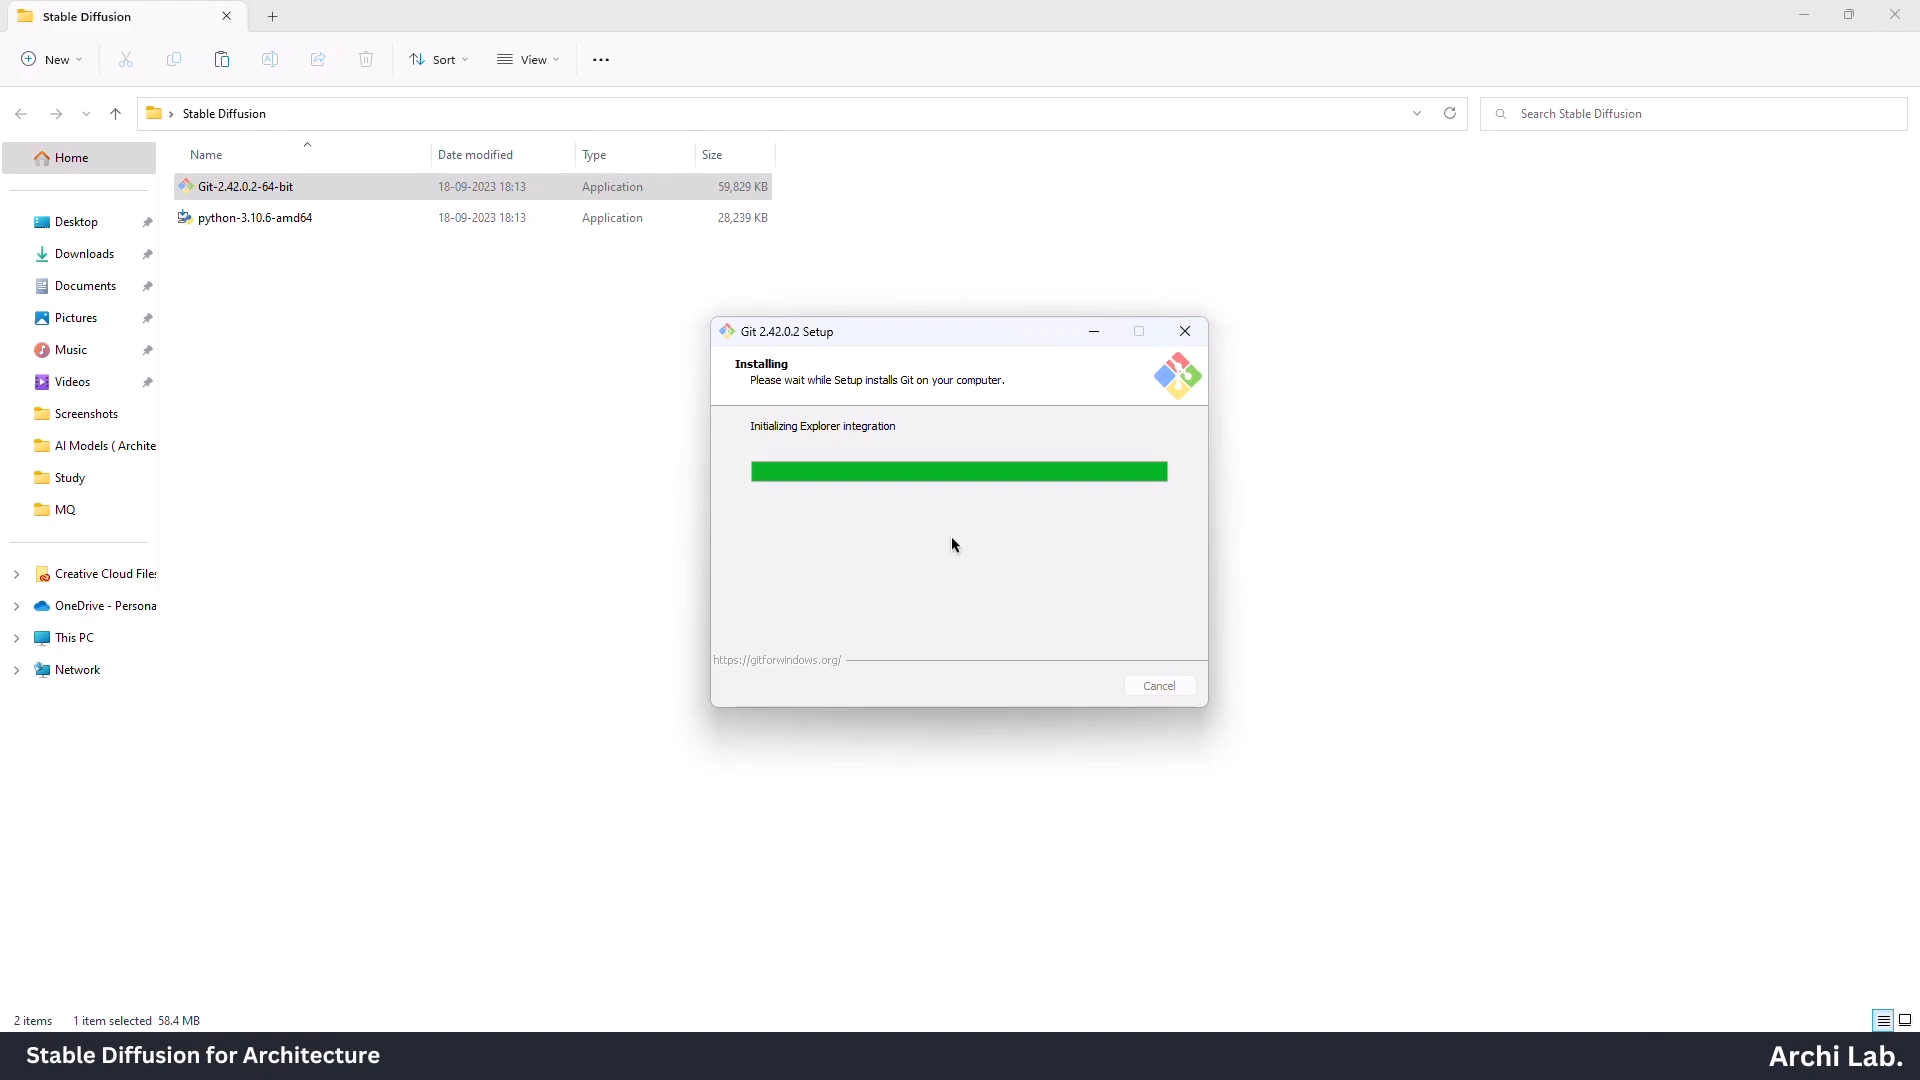 Stable Diffusion
New
Sort
View
Stable Diffusion
Search Stable Diffusion
Home
Name
Date modified
Type
Size
Git-2.42.0.2-64-bit
18-09-2023 18:13
Application
59,829 KB
python-3.10.6-amd64
18-09-2023 18:13
Application
28,239 KB
Desktop
Downloads
Documents
Pictures
Music
Videos
Screenshots
AI Models ( Archite
Study
MQ
Creative Cloud File
OneDrive - Persona
This PC
Network
Git 2.42.0.2 Setup
Installing
Please wait while Setup installs Git on your computer.
Initializing Explorer integration
https://gitforwindows.org/
Cancel
2 items
1 item selected 58.4 MB
Stable Diffusion for Architecture
Archi Lab.